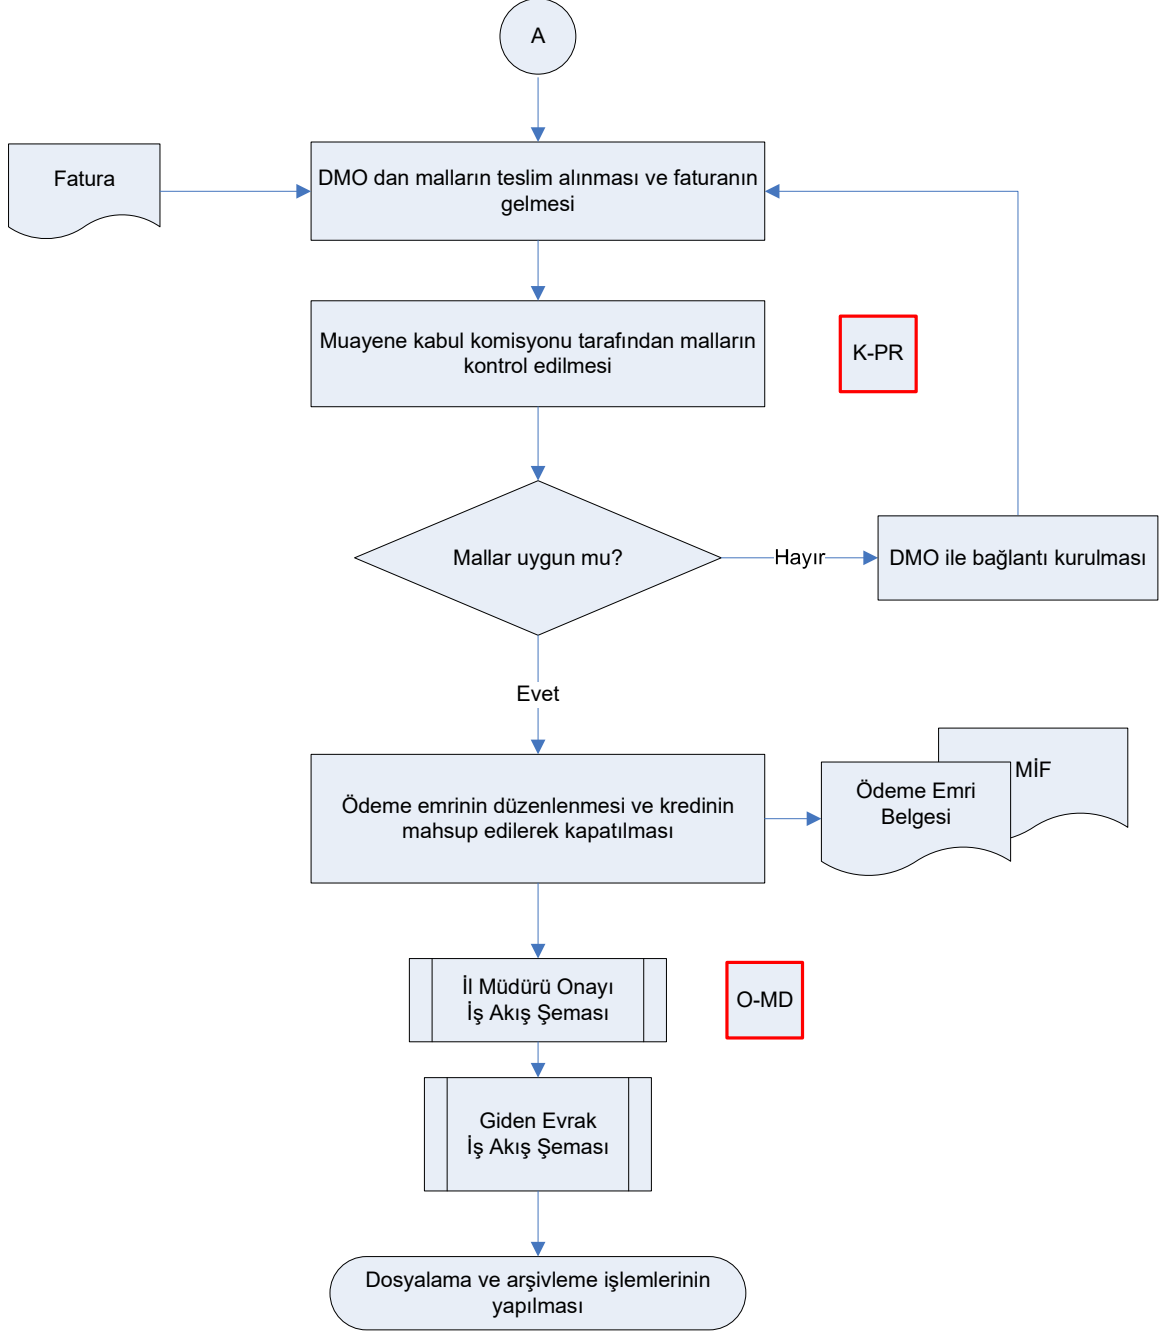 A
Fatura
DMO dan malların teslim alınması ve faturanın
gelmesi
Muayene kabul komisyonu tarafından malların
kontrol edilmesi
K-PR
Mallar uygun mu?
Hayır
DMO ile bağlantı kurulması
Evet
Ödeme emrinin düzenlenmesi ve kredinin
mahsup edilerek kapatılması
Ödeme Emri
Belgesi
MİF
İl Müdürü Onayı
İş Akış Şeması
O-MD
Giden Evrak
İş Akış Şeması
Dosyalama ve arşivleme işlemlerinin
yapılması